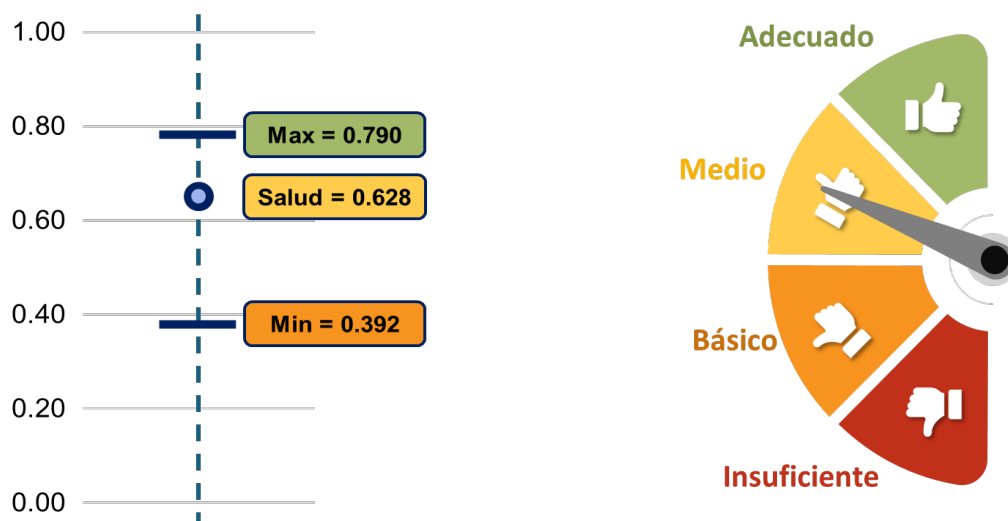 1.00
0.80
0.60
0.40
0.20
0.00
Max = 0.790
Salud = 0.628
Min = 0.392
Adecuado
Medio
Básico
Insuficiente